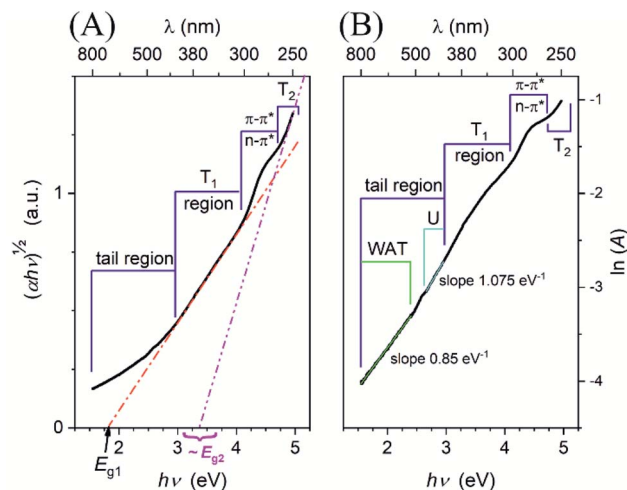 (A)
λ (nm)
800 500 380 300 250
T₂
π-π*
n-π*
T₁
region
tail region
1
0
(αhν)^½ (a.u.)
2 3 4 5
E_g1
~E_g2
hν (eV)
(B)
λ (nm)
800 500 380 300 250
π-π*
n-π*
T₂
T₁
region
tail region
U
WAT
slope 1.075 eV⁻¹
slope 0.85 eV⁻¹
-1
-2
-3
-4
ln (A)
2 3 4 5
hν (eV)